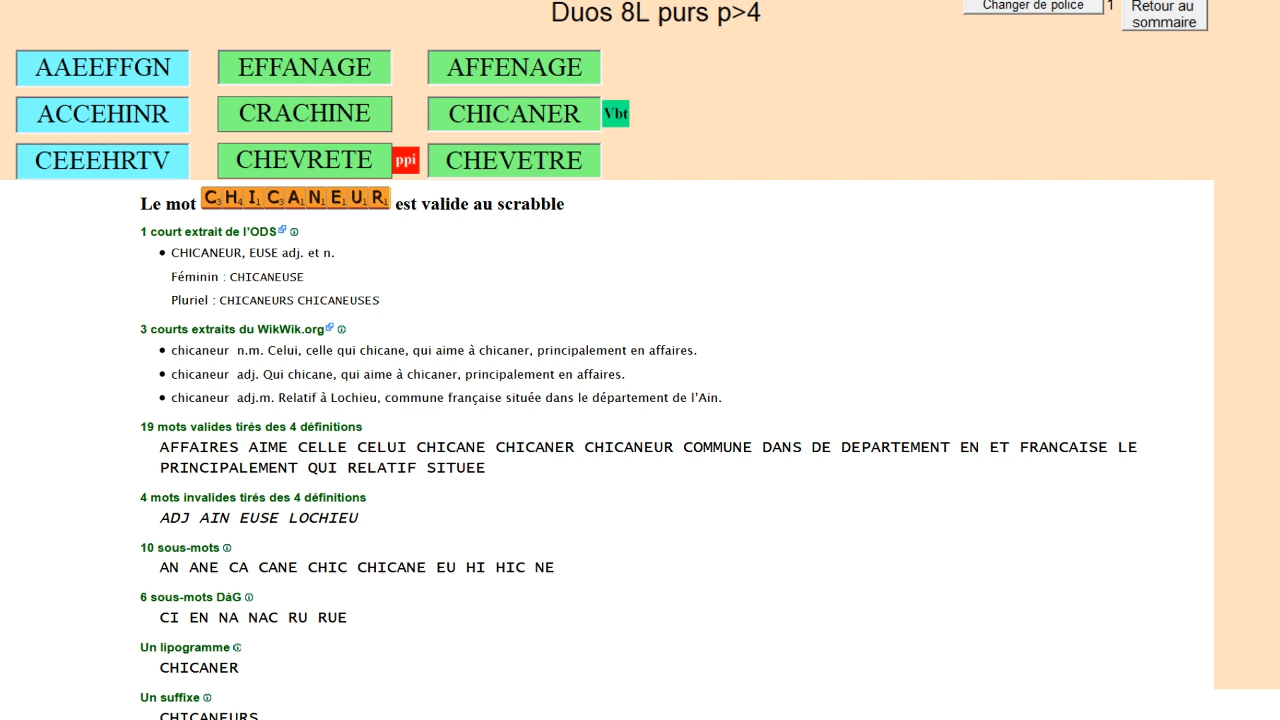 Duos 8L purs p>4
Changer de police
1
Retour au
sommaire
AAEEFFGN EFFANAGE AFFENAGE
ACCEHINR CRACHINE CHICANER Vbt
CEEEHRTV CHEVRETE ppi CHEVETRE
Le mot C3H4I1C3A1N1E1U1R1 est valide au scrabble
1 court extrait de l'ODS
• CHICANEUR, EUSE adj. et n.
Féminin : CHICANEUSE
Pluriel : CHICANEURS CHICANEUSES
3 courts extraits du WikWik.org
• chicaneur n.m. Celui, celle qui chicane, qui aime à chicaner, principalement en affaires.
• chicaneur adj. Qui chicane, qui aime à chicaner, principalement en affaires.
• chicaneur adj.m. Relatif à Lochieu, commune française située dans le département de l'Ain.
19 mots valides tirés des 4 définitions
AFFAIRES AIME CELLE CELUI CHICANE CHICANER CHICANEUR COMMUNE DANS DE DEPARTEMENT EN ET FRANCAISE LE
PRINCIPALEMENT QUI RELATIF SITUEE
4 mots invalides tirés des 4 définitions
ADJ AIN EUSE LOCHIEU
10 sous-mots
AN ANE CA CANE CHIC CHICANE EU HI HIC NE
6 sous-mots DàG
CI EN NA NAC RU RUE
Un lipogramme
CHICANER
Un suffixe
CHICANEURS